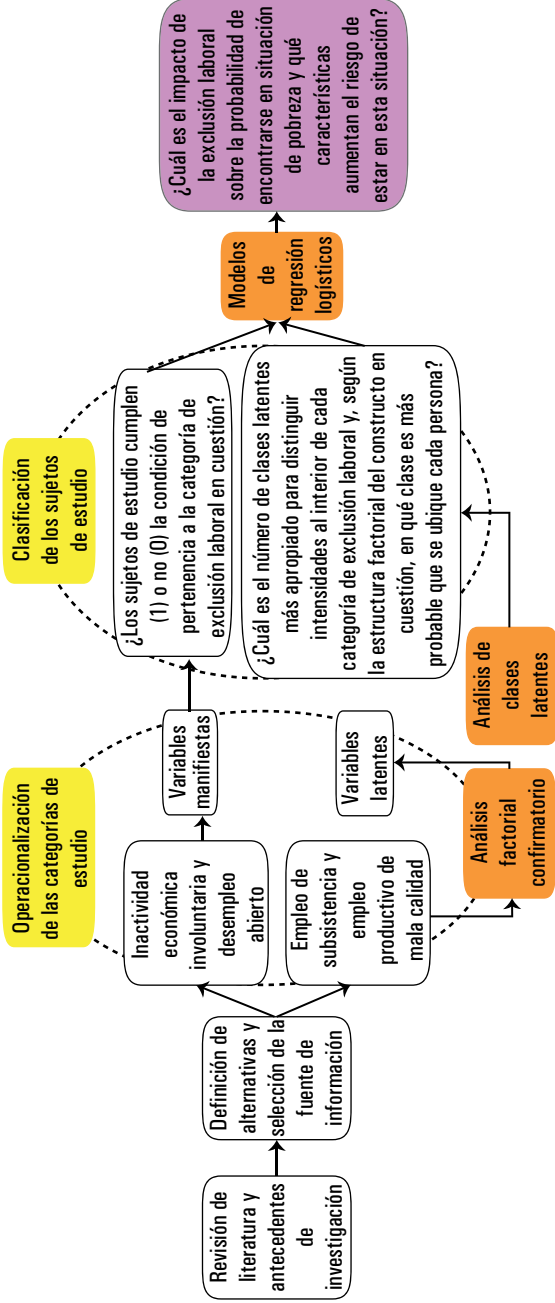 Revisión de
literatura y
antecedentes
de
investigación
Definición de
alternativas y
selección de la
fuente de
información
Operacionalización
de las categorías de
estudio
Inactividad
económica
involuntaria y
desempleo
abierto
Empleo de
subsistencia y
empleo
productivo de
mala calidad
Variables
manifiestas
Variables
latentes
Análisis
factorial
confirmatorio
Clasificación
de los sujetos
de estudio
¿Los sujetos de estudio cumplen
(1) o no (0) la condición de
pertenencia a la categoría de
exclusión laboral en cuestión?
¿Cuál es el número de clases latentes
más apropiado para distinguir
intensidades al interior de cada
categoría de exclusión laboral y, según
la estructura factorial del constructo en
cuestión, en qué clase es más
probable que se ubique cada persona?
Análisis de
clases
latentes
Modelos
de
regresión
logísticos
¿Cuál es el impacto de
la exclusión laboral
sobre la probabilidad de
encontrarse en situación
de pobreza y qué
características
aumentan el riesgo de
estar en esta situación?